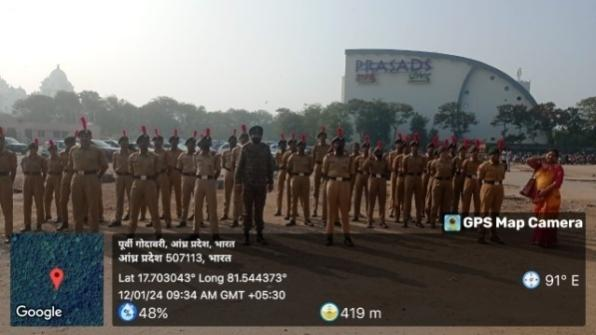 PRASADS
GPS Map Camera
पूर्वी गोदावरी, आंध्र प्रदेश, भारत
आंध्र प्रदेश 507113, भारत
Lat 17.703043° Long 81.544373°
12/01/24 09:34 AM GMT +05:30
91° E
Google
48%
419 m